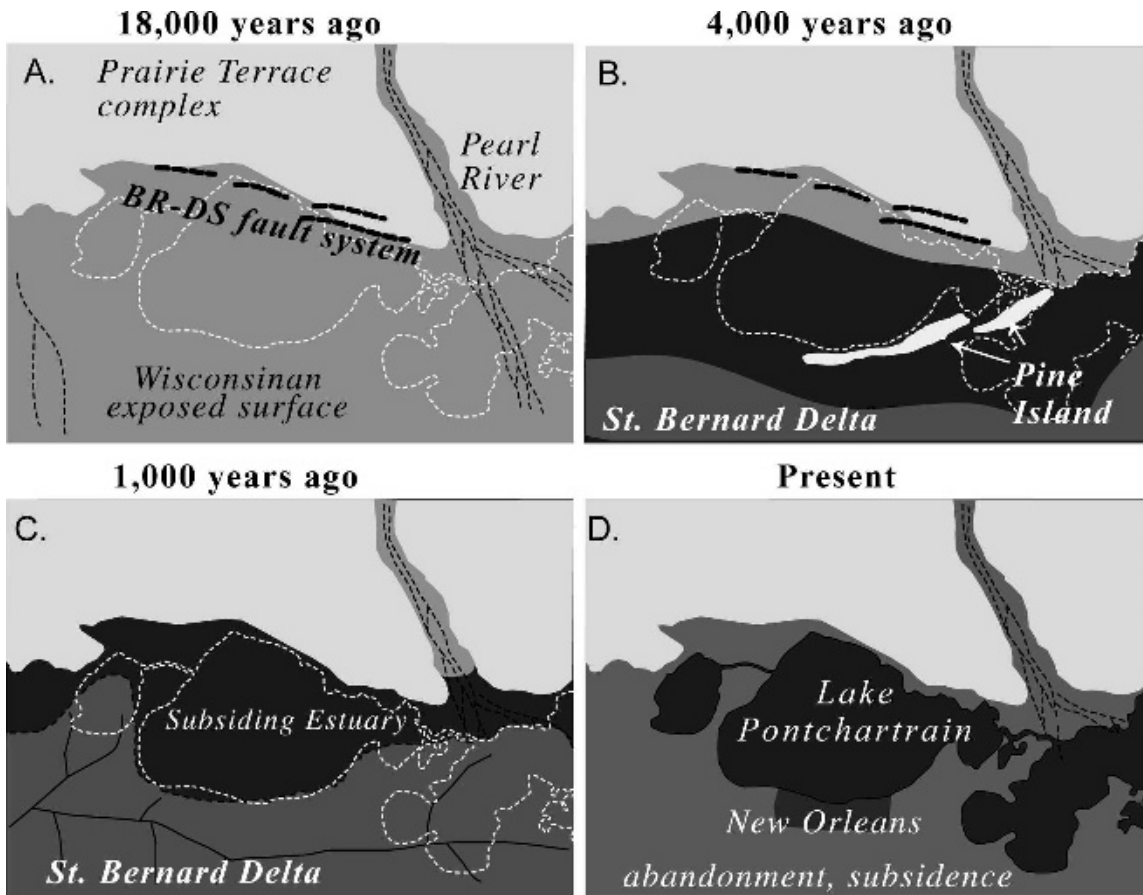 18,000 years ago
4,000 years ago
A.
Prairie Terrace
complex
Pearl
River
BR-DS fault system
Wisconsinan
exposed surface
B.
Pine
Island
St. Bernard Delta
1,000 years ago
Present
C.
Subsiding Estuary
St. Bernard Delta
D.
Lake
Pontchartrain
New Orleans
abandonment, subsidence